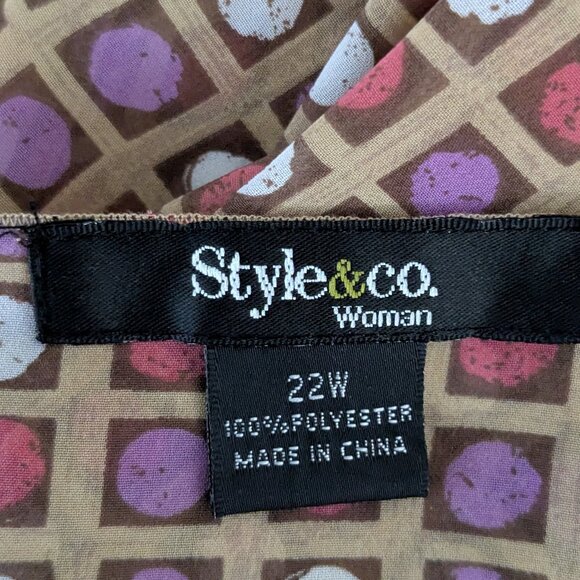 Style&co.
Woman
22W
100%POLYESTER
MADE IN CHINA